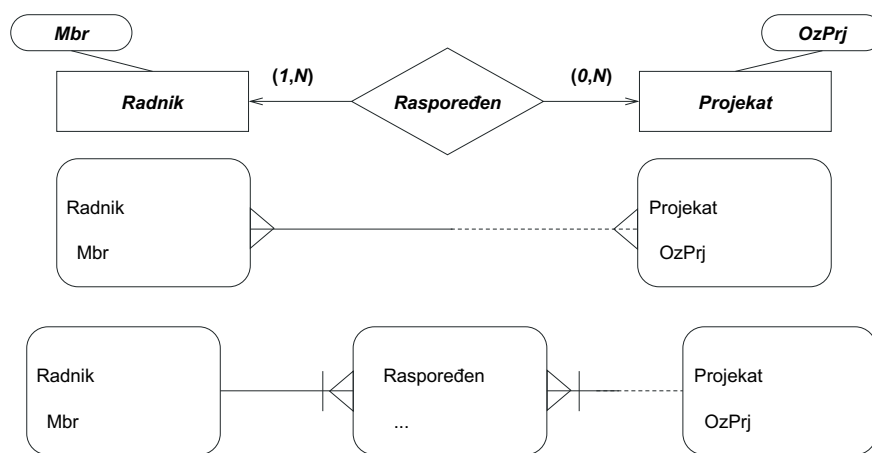 Mbr
OzPrj
(1,N)
(0,N)
Radnik
Raspoređen
Projekat
Radnik
Projekat
Mbr
OzPrj
Radnik
Raspoređen
Projekat
Mbr
...
OzPrj